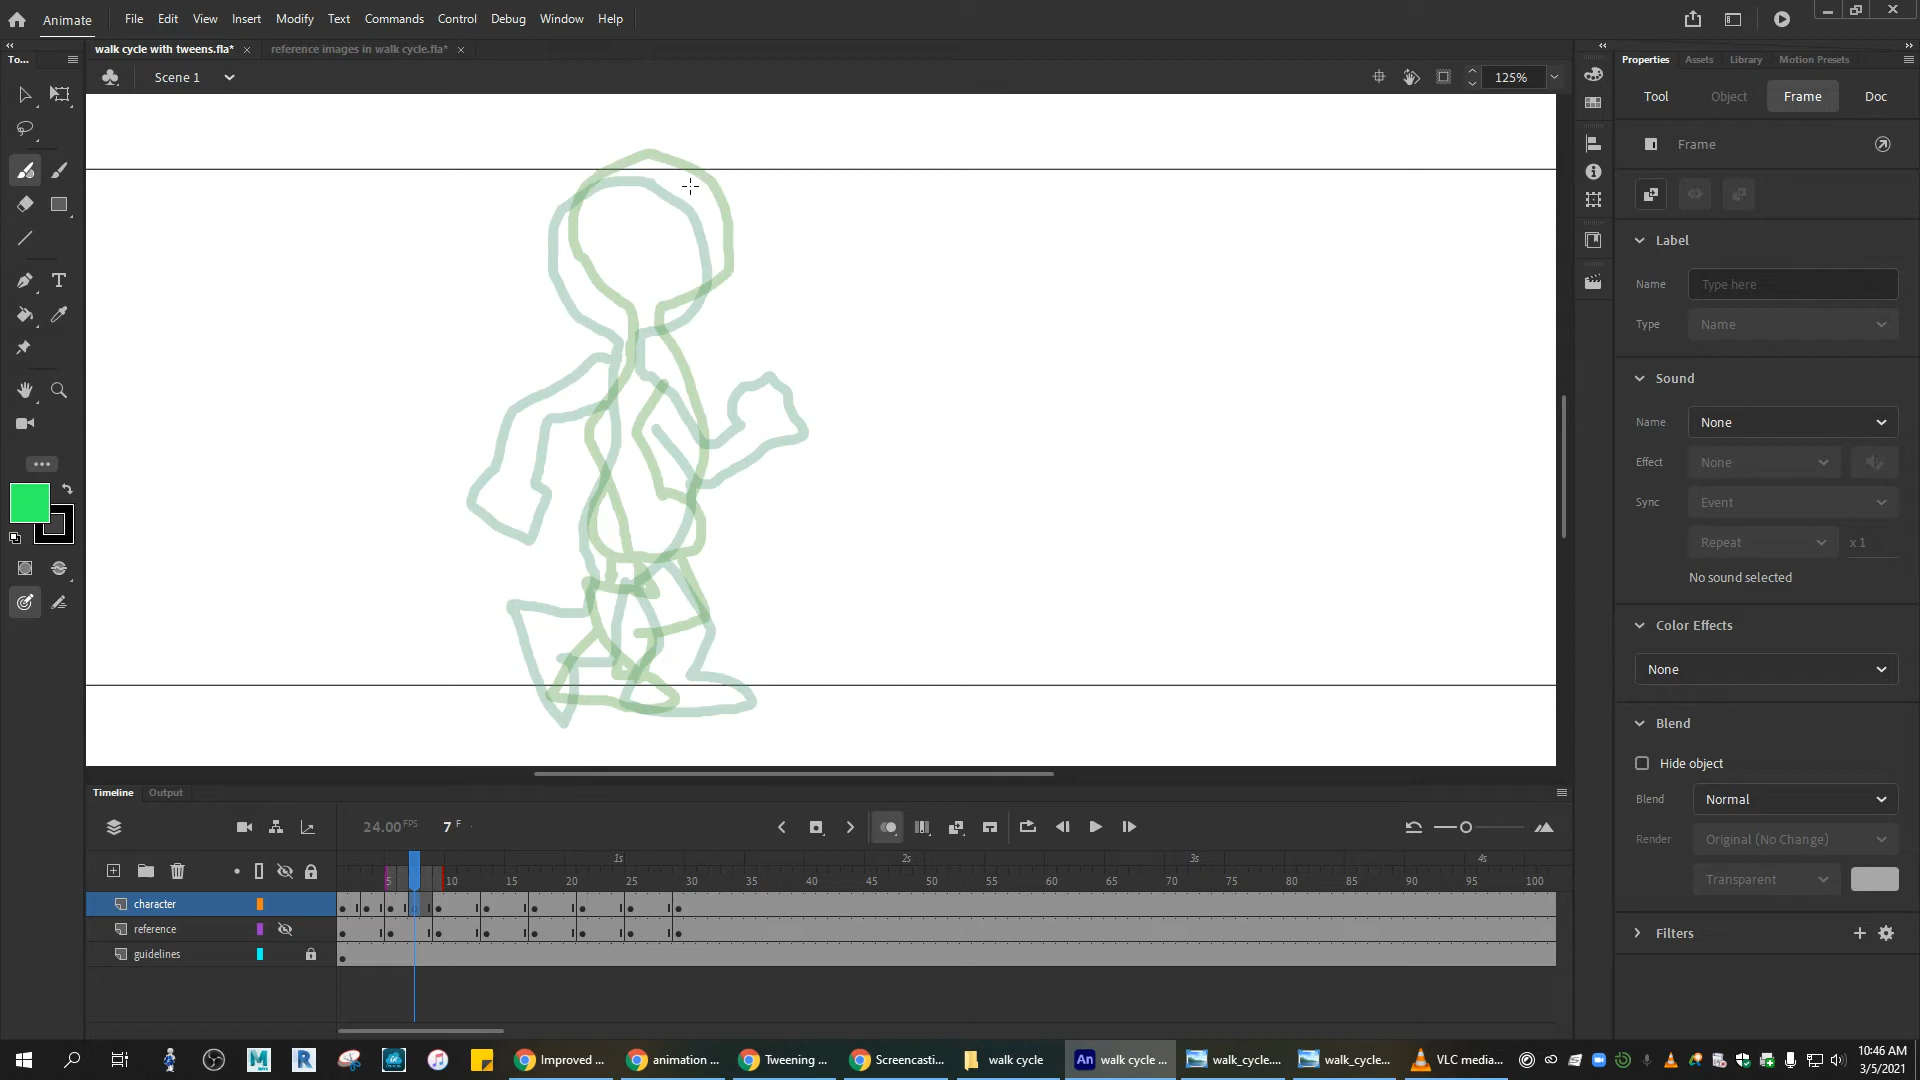 Animate
File Edit View Insert Modify Text Commands Control Debug Window Help
walk cycle with tweens.fla* × reference images in walk cycle.fla* ×
To...
Scene 1
125%
Properties Assets Library Motion Presets
Tool Object Frame Doc
Frame
Label
Name Type here
Type Name
Sound
Name None
Effect None
Sync Event
Repeat x 1
No sound selected
Color Effects
None
Blend
Hide object
Blend Normal
Render Original (No Change)
Transparent
Filters
Timeline Output
24.00 FPS 7 F
1s 2s 3s 4s
5 10 15 20 25 30 35 40 45 50 55 60 65 70 75 80 85 90 95 100
character
reference
guidelines
Improved ...
animation ...
Tweening ...
Screencasti...
walk cycle
walk cycle ...
walk_cycle....
walk_cycle....
VLC media...
10:46 AM
3/5/2021